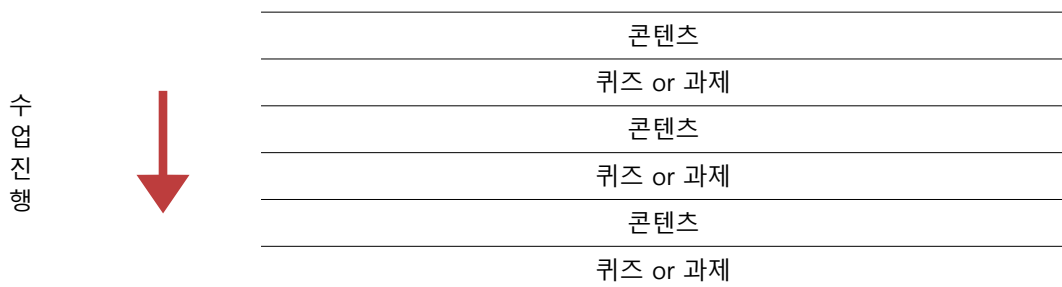 수업진행
콘텐츠
퀴즈 or 과제
콘텐츠
퀴즈 or 과제
콘텐츠
퀴즈 or 과제